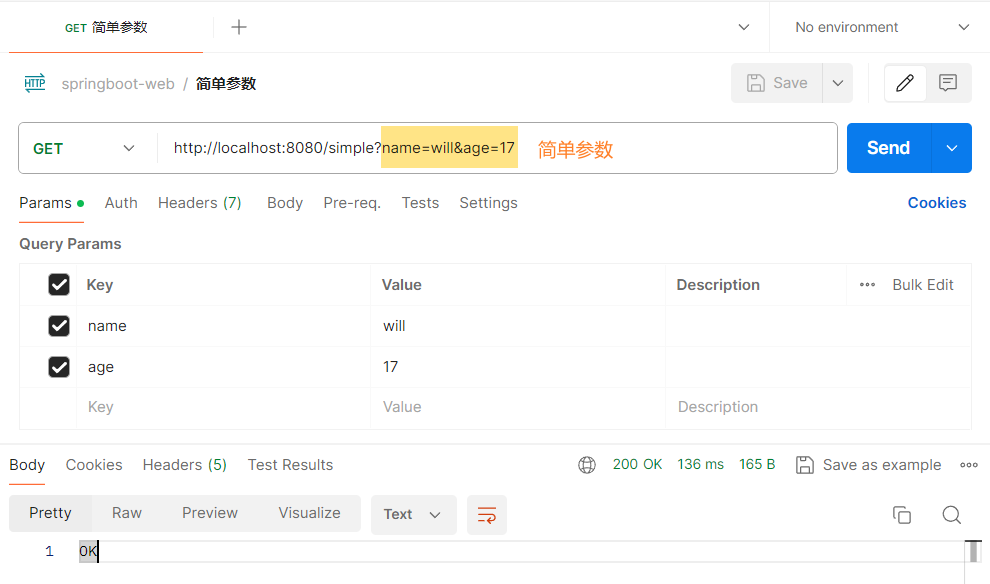 GET 简单参数
No environment
HTTP springboot-web / 简单参数
Save
GET http://localhost:8080/simple?name=will&age=17 简单参数
Send
Params Auth Headers (7) Body Pre-req. Tests Settings Cookies
Query Params
Key Value Description Bulk Edit
name will
age 17
Key Value Description
Body Cookies Headers (5) Test Results 200 OK 136 ms 165 B Save as example
Pretty Raw Preview Visualize Text
1 OK